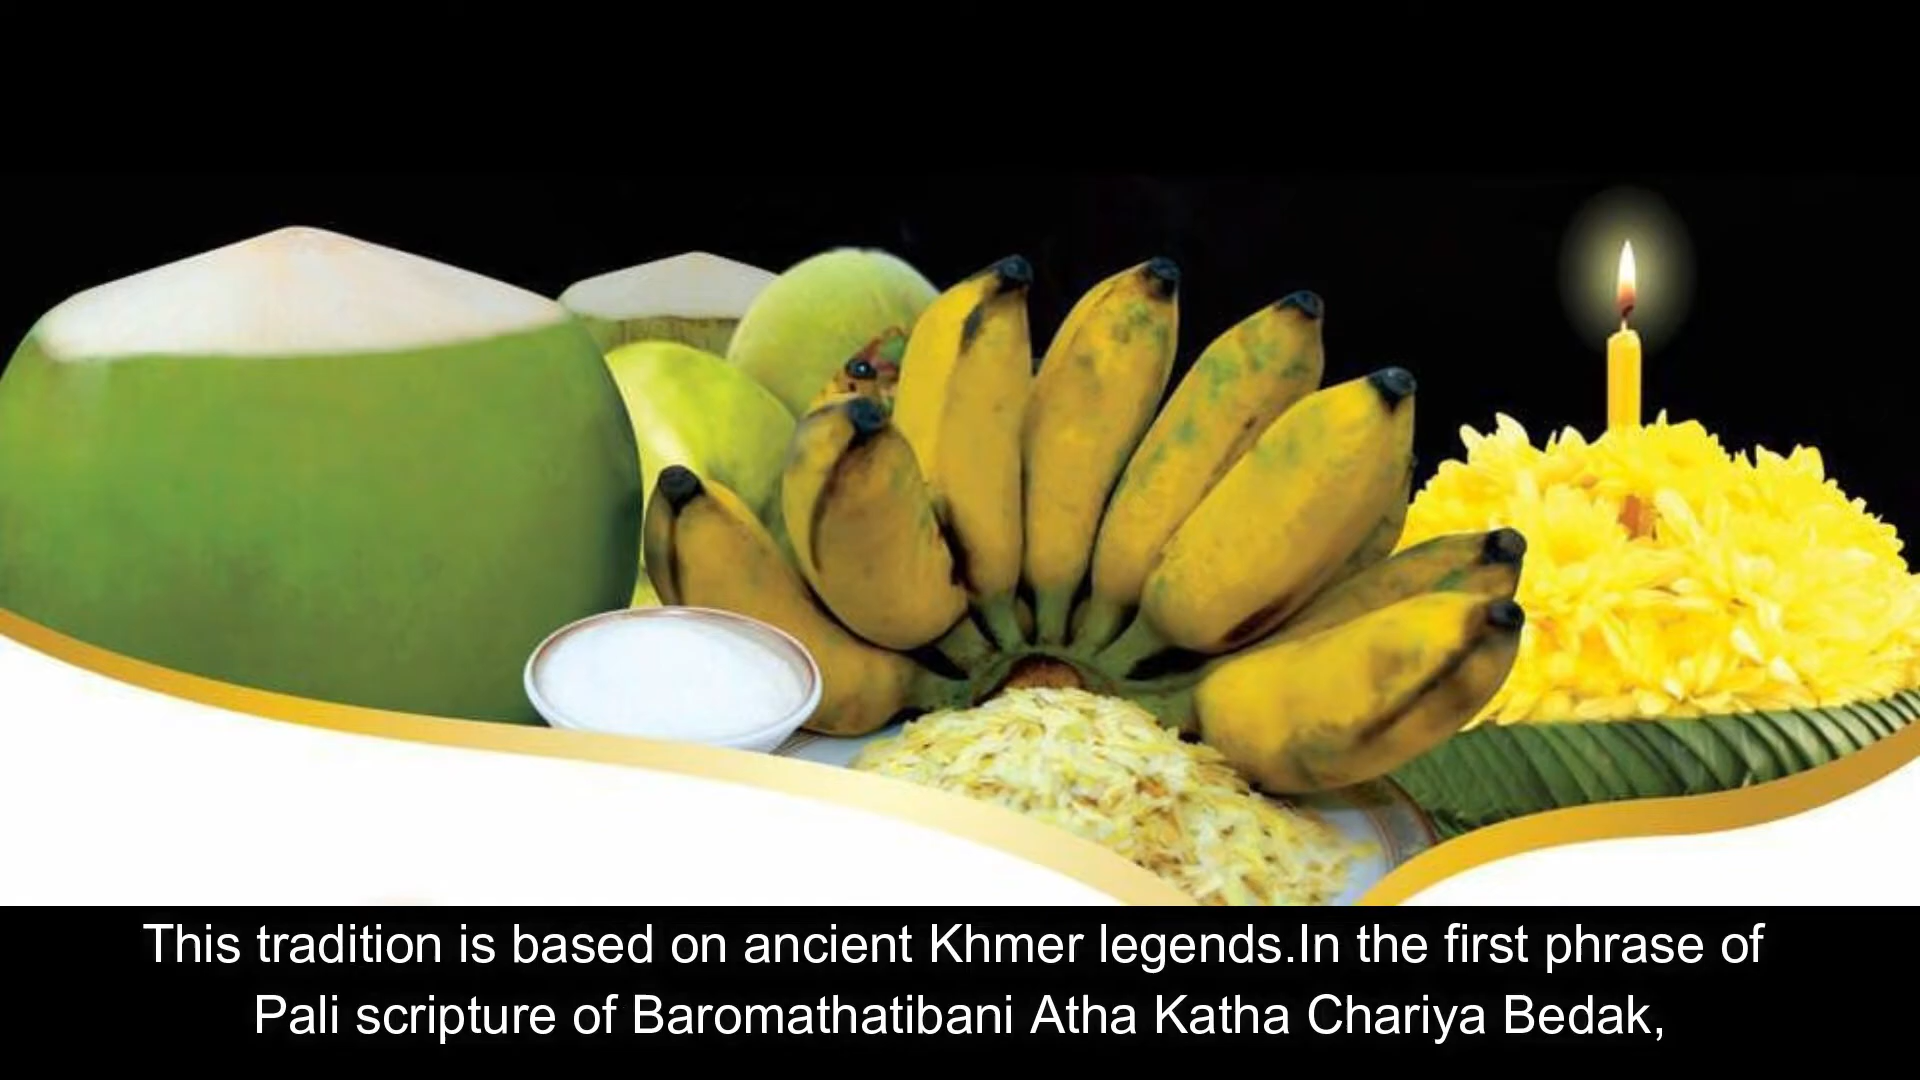 This tradition is based on ancient Khmer legends.In the first phrase of
Pali scripture of Baromathatibani Atha Katha Chariya Bedak,